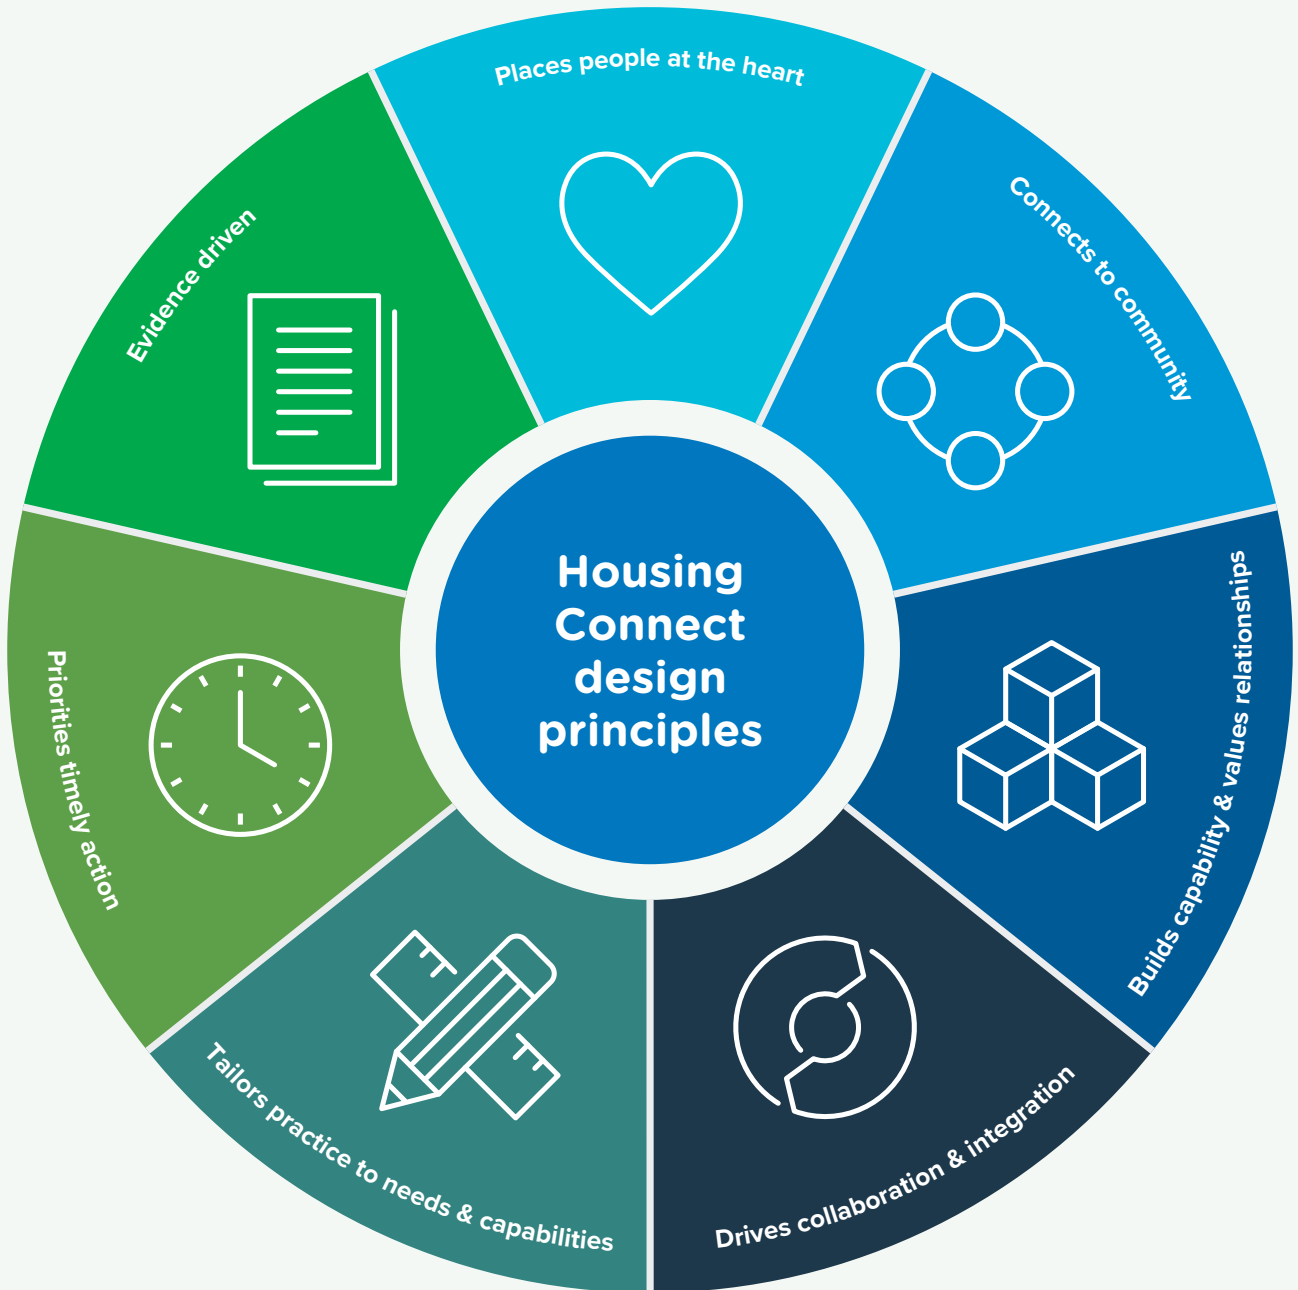 Places people at the heart
Connects to community
Builds capability & values relationships
Drives collaboration & integration
Tailors practice to needs & capabilities
Priorities timely action
Evidence driven
Housing
Connect
design
principles